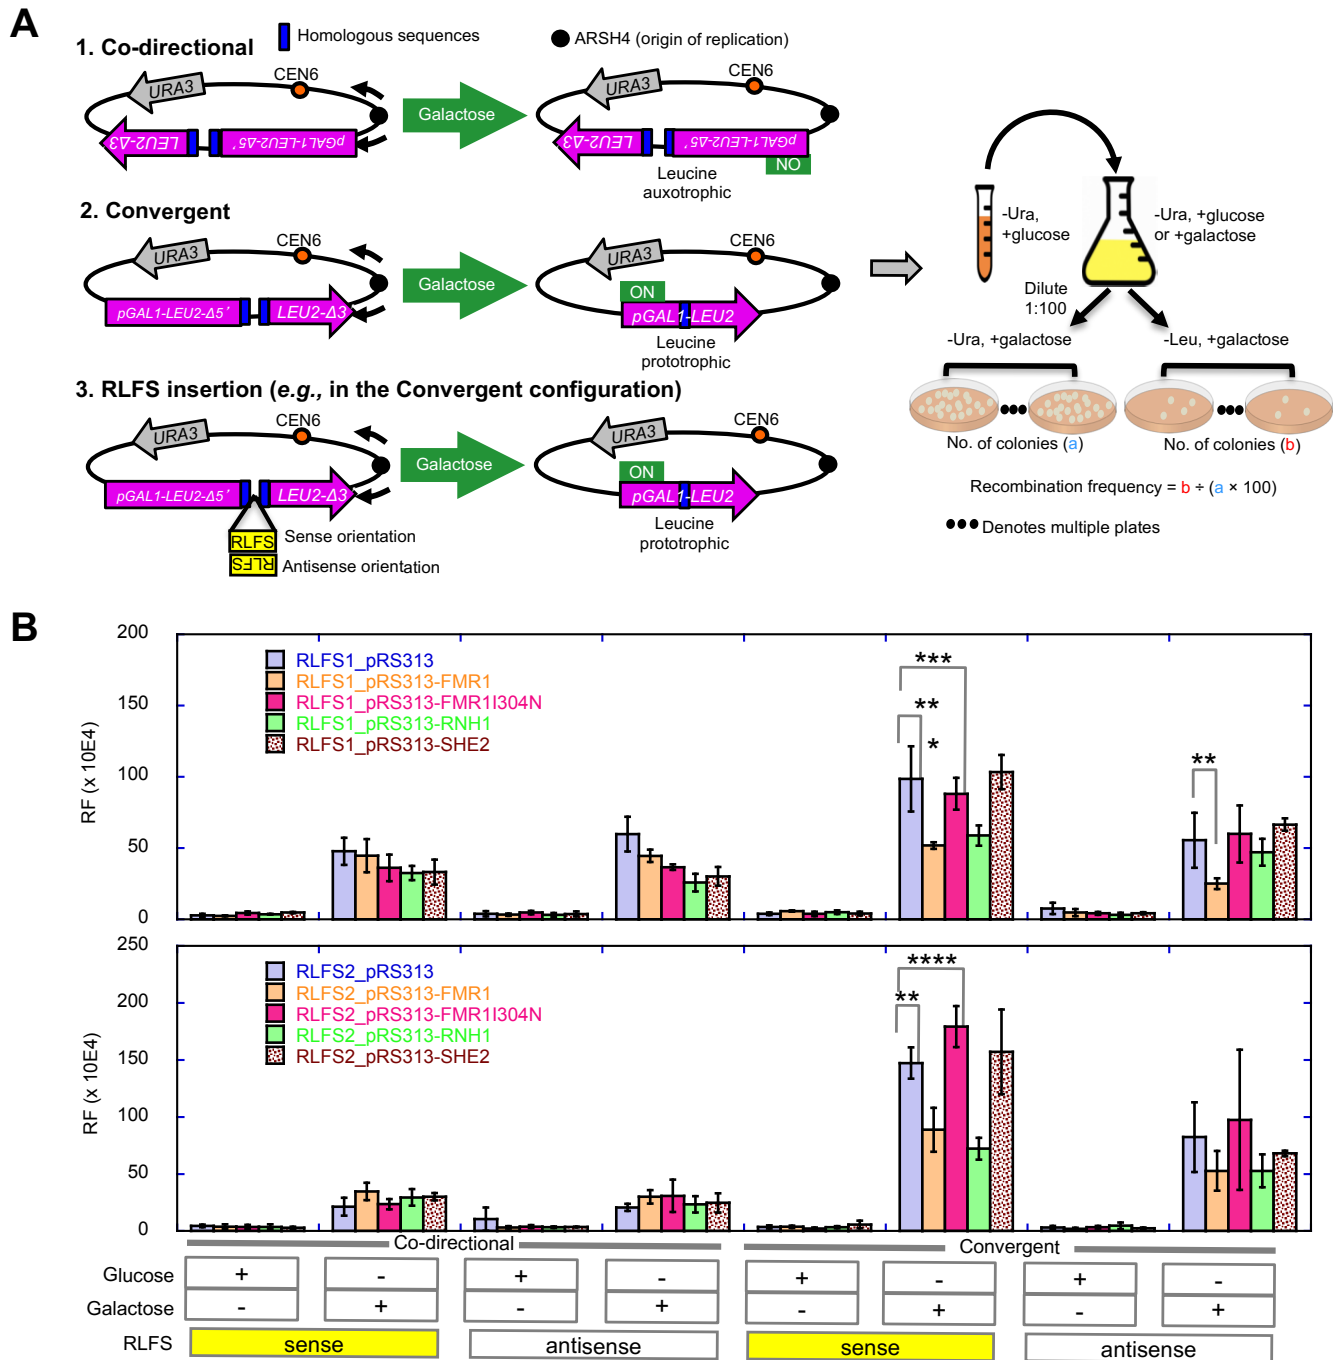 A
1. Co-directional
Homologous sequences
ARSH4 (origin of replication)
URA3
CEN6
LEU2-Δ3
pGAL1-LEU2-Δ5′
Galactose
URA3
CEN6
LEU2-Δ3
pGAL1-LEU2-Δ5′
NO
Leucine
auxotrophic
2. Convergent
URA3
CEN6
pGAL1-LEU2-Δ5′
LEU2-Δ3
Galactose
URA3
CEN6
ON
pGAL1-LEU2
Leucine
prototrophic
3. RLFS insertion (e.g., in the Convergent configuration)
URA3
CEN6
pGAL1-LEU2-Δ5′
LEU2-Δ3
RLFS
Sense orientation
RLFS
Antisense orientation
Galactose
URA3
CEN6
ON
pGAL1-LEU2
Leucine
prototrophic
-Ura,
+glucose
-Ura, +glucose
or +galactose
Dilute
1:100
-Ura, +galactose
-Leu, +galactose
No. of colonies (a)
No. of colonies (b)
Recombination frequency = b ÷ (a × 100)
Denotes multiple plates
B
RF (x 10E4)
200
150
100
50
0
RLFS1_pRS313
RLFS1_pRS313-FMR1
RLFS1_pRS313-FMR1I304N
RLFS1_pRS313-RNH1
RLFS1_pRS313-SHE2
***
**
*
**
RF (x 10E4)
250
200
150
100
50
0
RLFS2_pRS313
RLFS2_pRS313-FMR1
RLFS2_pRS313-FMR1I304N
RLFS2_pRS313-RNH1
RLFS2_pRS313-SHE2
****
**
Co-directional
Convergent
Glucose + - + - + - + -
Galactose - + - + - + - +
RLFS sense antisense sense antisense